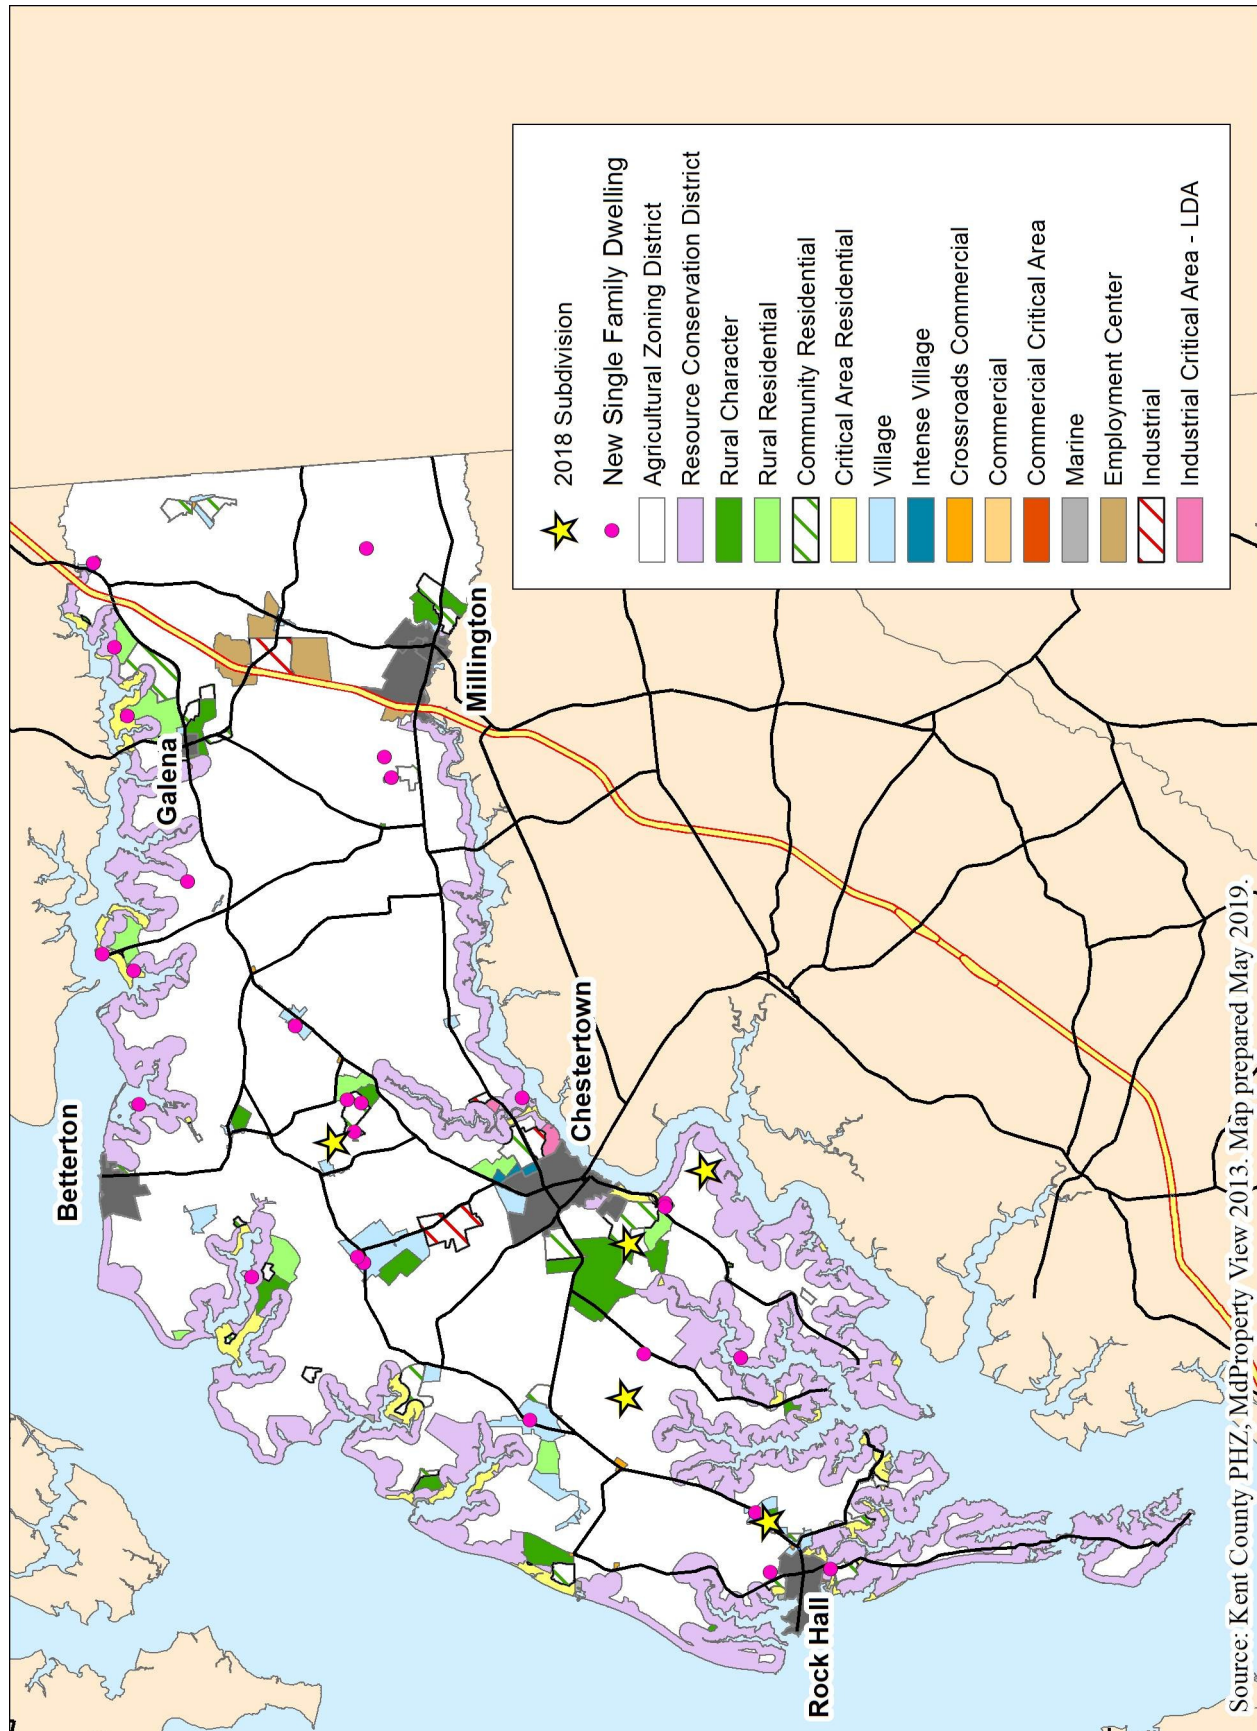 Betterton
Galena
Millington
Chestertown
Rock Hall
2018 Subdivision
New Single Family Dwelling
Agricultural Zoning District
Resource Conservation District
Rural Character
Rural Residential
Community Residential
Critical Area Residential
Village
Intense Village
Crossroads Commercial
Commercial
Commercial Critical Area
Marine
Employment Center
Industrial
Industrial Critical Area - LDA
Source: Kent County PHZ, MdProperty View 2013. Map prepared May 2019.